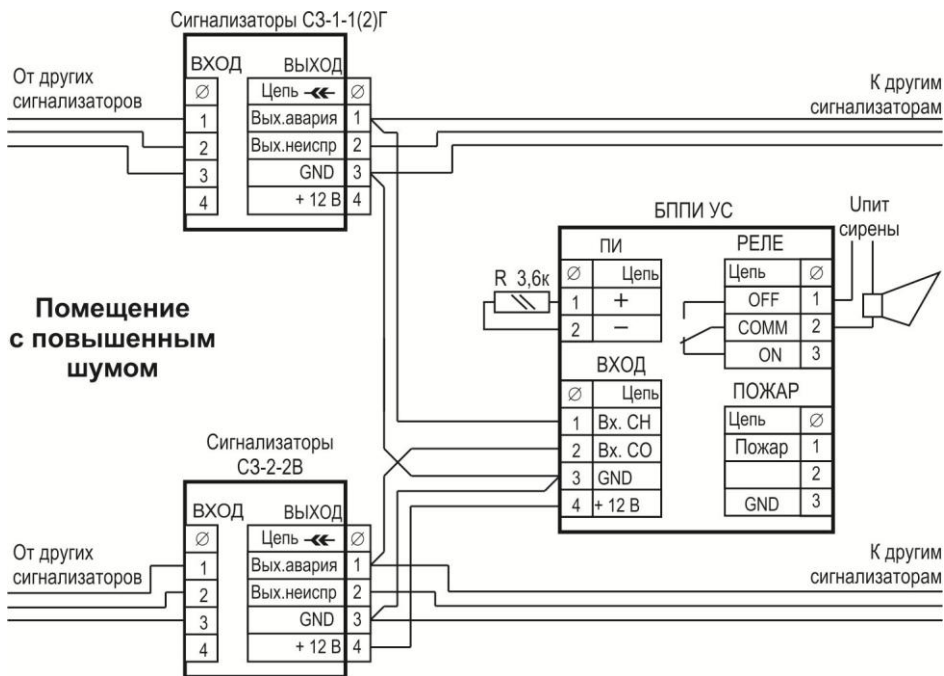 Сигнализаторы СЗ-1-1(2)Г
От других
сигнализаторов
ВХОД
∅
1
2
3
4
ВЫХОД
Цепь ∅
Вых.авария 1
Вых.неиспр 2
GND 3
+ 12 В 4
К другим
сигнализаторам
Помещение
с повышенным
шумом
БППИ УС
Uпит
сирены
R 3,6к
ПИ
∅ Цепь
1 +
2 −
РЕЛЕ
Цепь ∅
OFF 1
COMM 2
ON 3
ВХОД
∅ Цепь
1 Вх. СН
2 Вх. СО
3 GND
4 + 12 В
ПОЖАР
Цепь ∅
Пожар 1
2
GND 3
Сигнализаторы
СЗ-2-2В
От других
сигнализаторов
ВХОД
∅
1
2
3
4
ВЫХОД
Цепь ∅
Вых.авария 1
Вых.неиспр 2
GND 3
+ 12 В 4
К другим
сигнализаторам